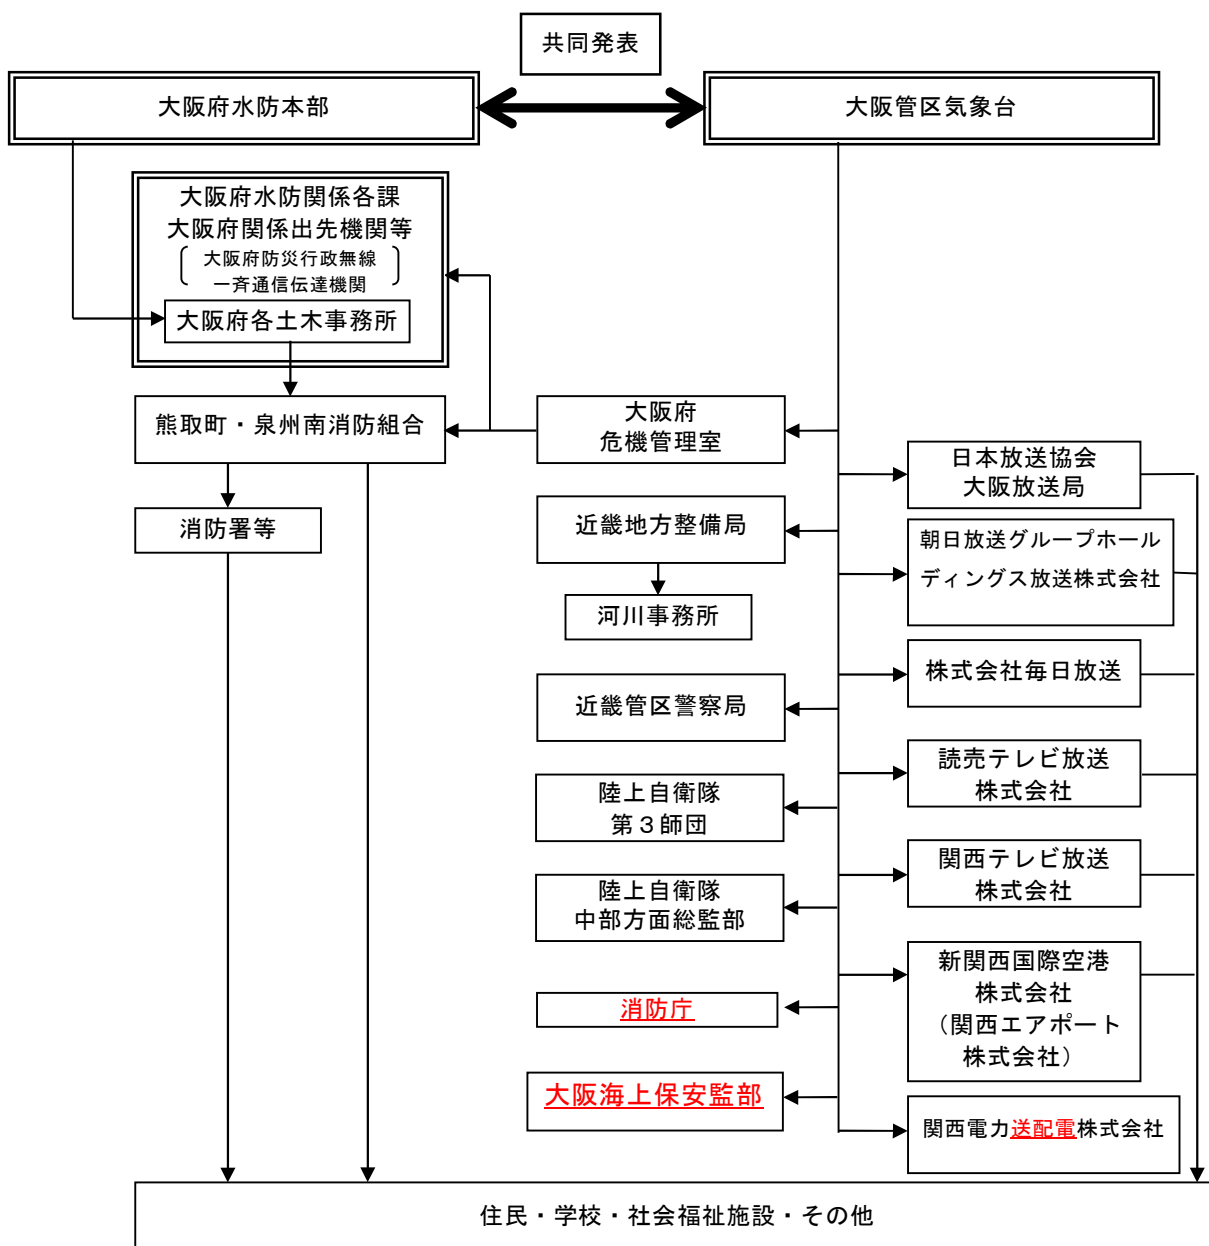 共同発表
大阪府水防本部
大阪管区気象台
大阪府水防関係各課
大阪府関係出先機関等
大阪府防災行政無線
一斉通信伝達機関
大阪府各土木事務所
熊取町・泉州南消防組合
消防署等
大阪府
危機管理室
近畿地方整備局
河川事務所
近畿管区警察局
陸上自衛隊
第3師団
陸上自衛隊
中部方面総監部
消防庁
大阪海上保安監部
日本放送協会
大阪放送局
朝日放送グループホール
ディングス放送株式会社
株式会社毎日放送
読売テレビ放送
株式会社
関西テレビ放送
株式会社
新関西国際空港
株式会社
(関西エアポート
株式会社)
関西電力送配電株式会社
住民・学校・社会福祉施設・その他